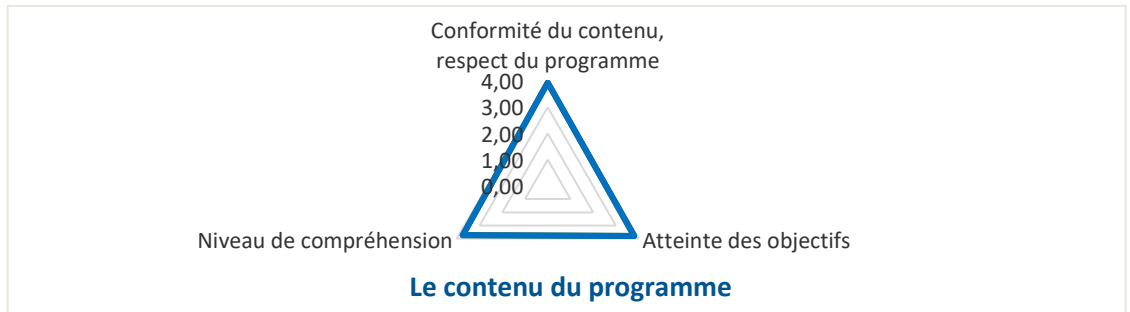 Conformité du contenu,
respect du programme
4,00
3,00
2,00
1,00
0,00
Niveau de compréhension
Atteinte des objectifs
Le contenu du programme